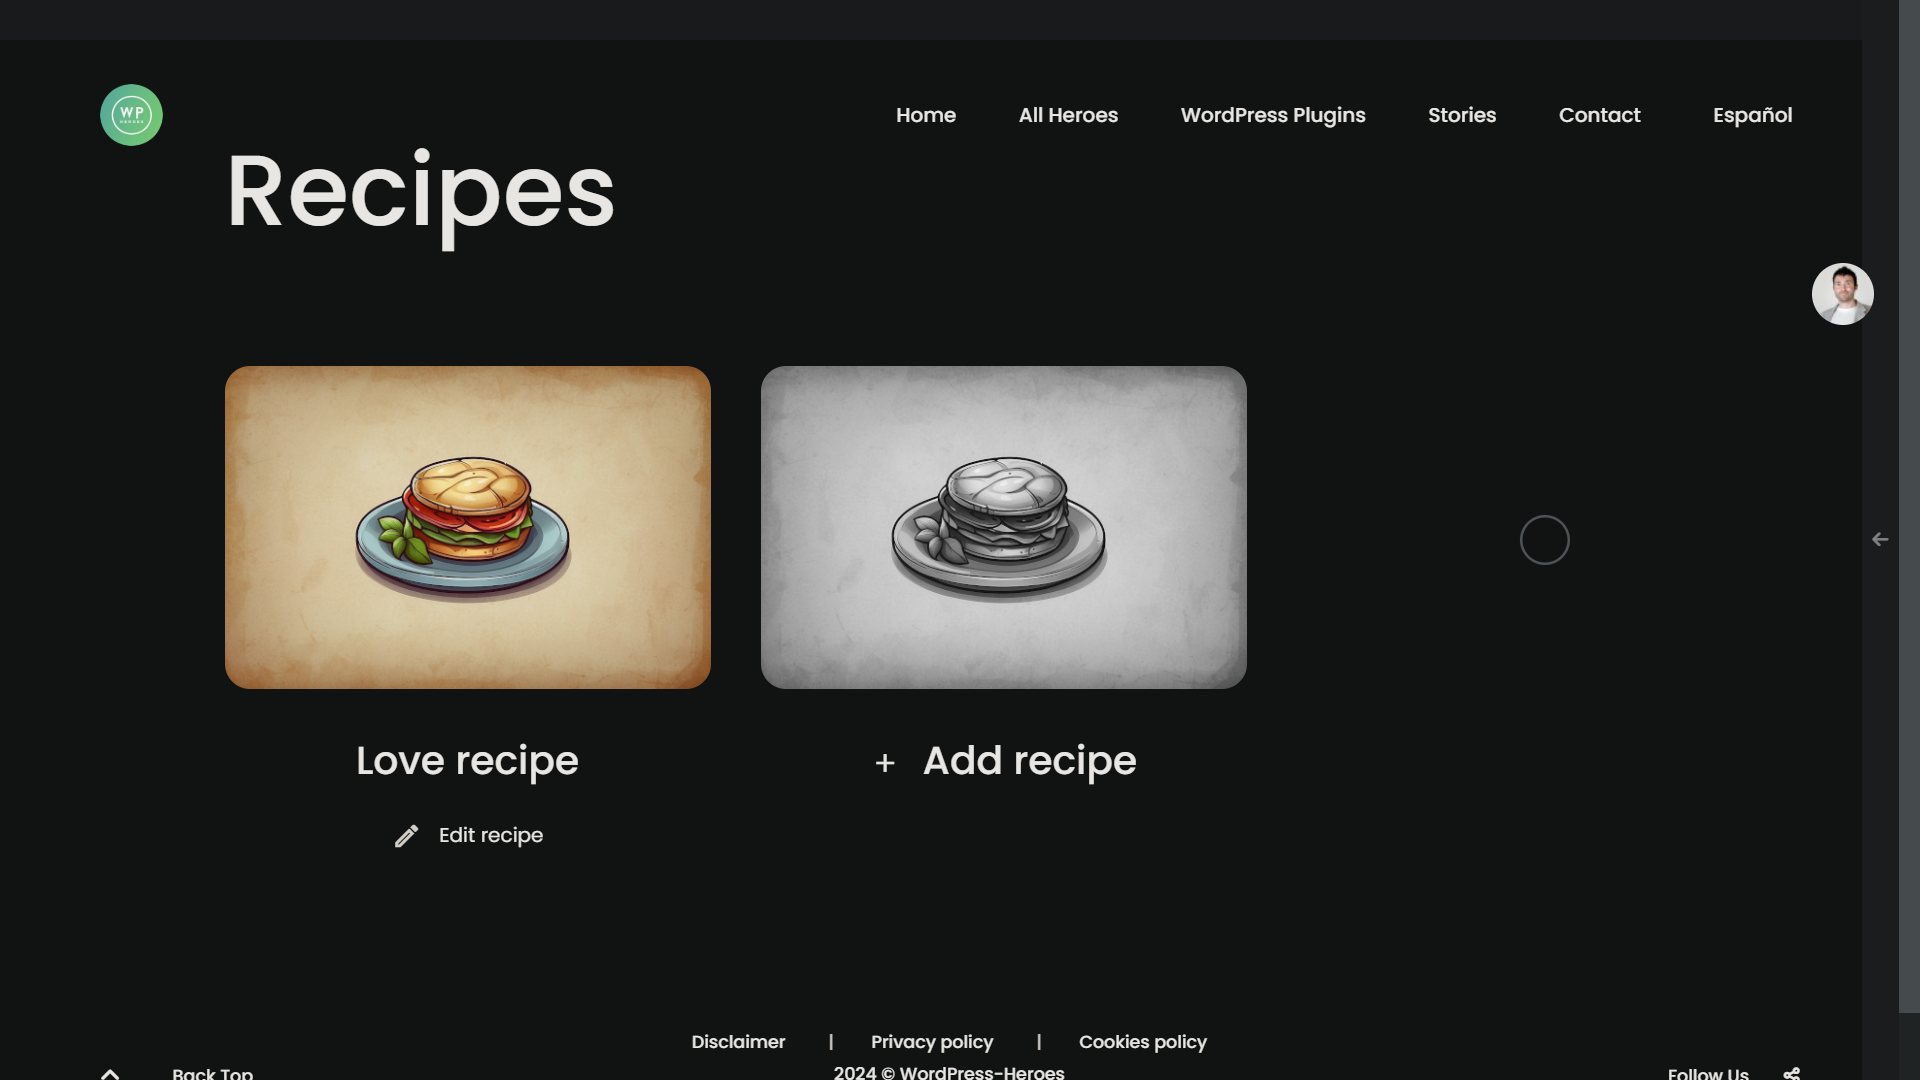 WP
HEROES
Home
All Heroes
WordPress Plugins
Stories
Contact
Español
Recipes
Love recipe
+ Add recipe
Edit recipe
Disclaimer | Privacy policy | Cookies policy
Back Top
2024 © WordPress-Heroes
Follow Us